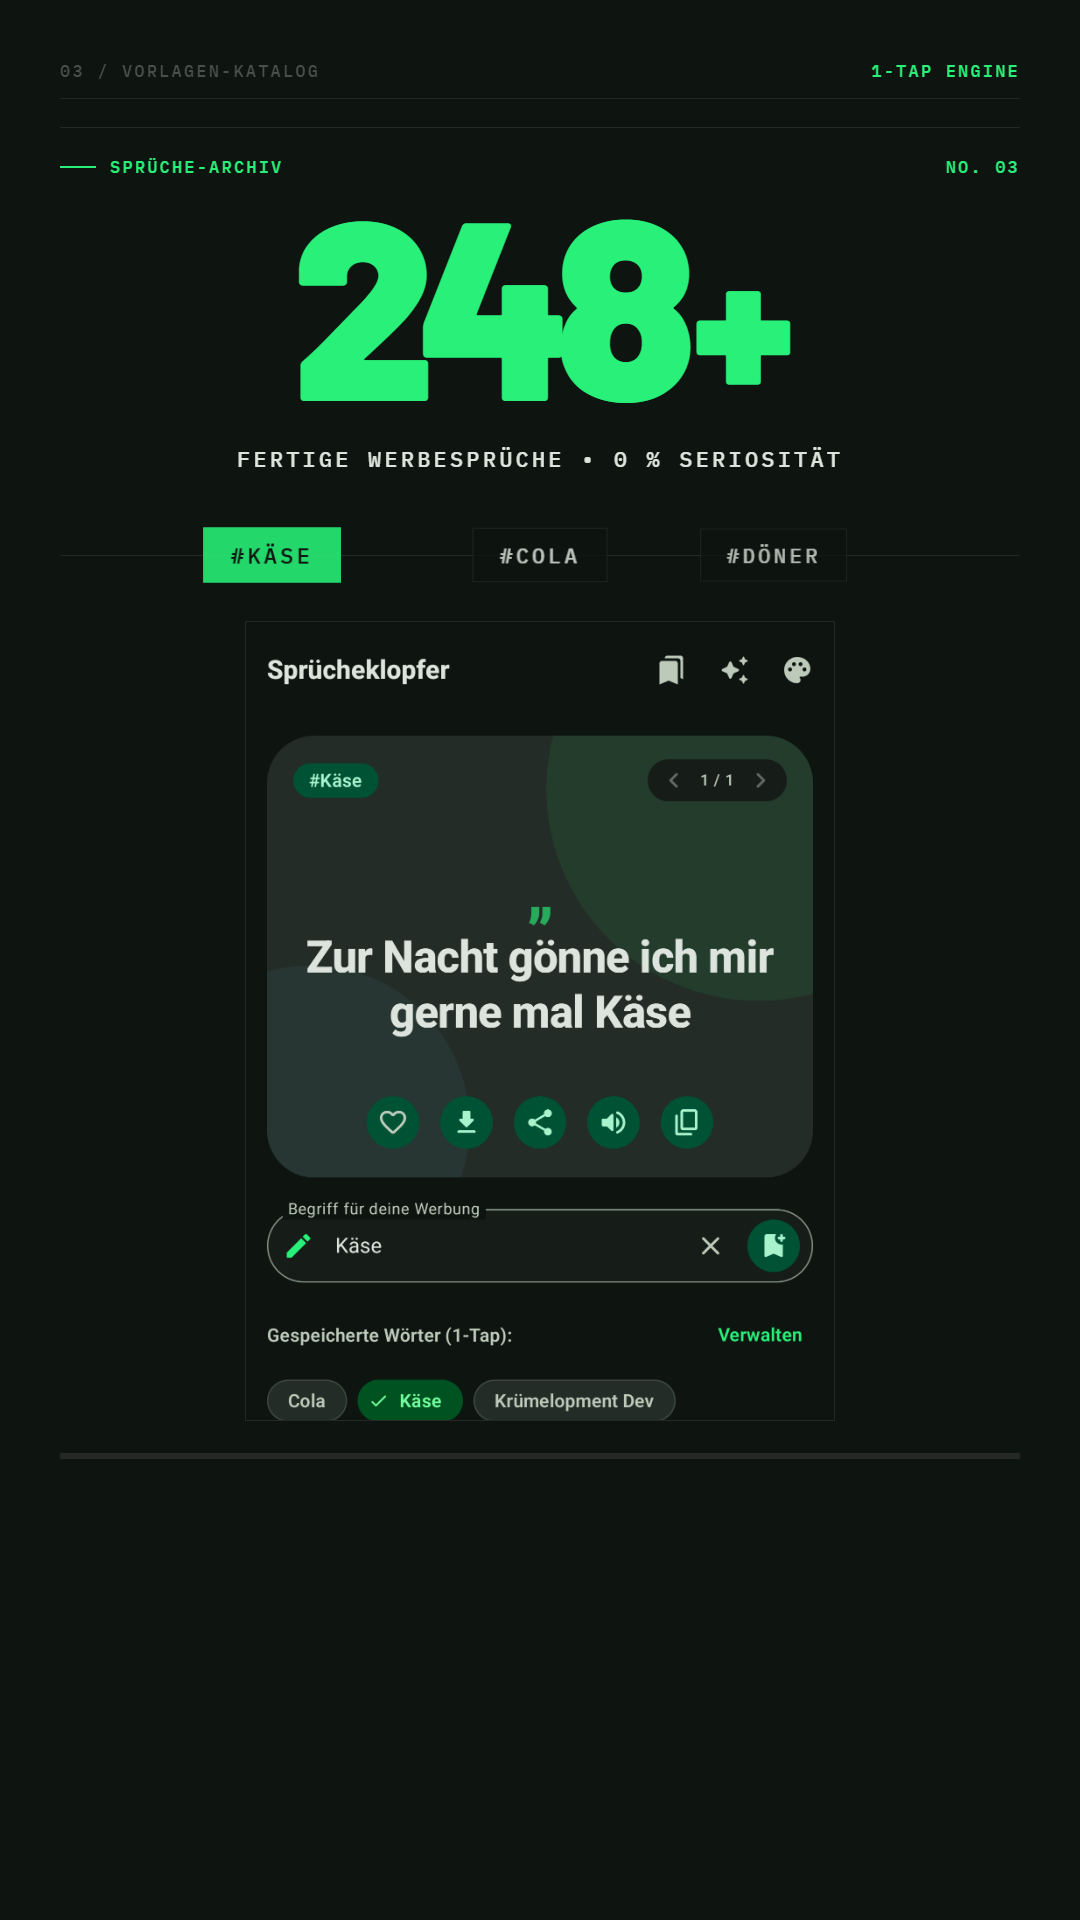 03 / VORLAGEN-KATALOG
1-TAP ENGINE
SPRÜCHE-ARCHIV
NO. 03
248+
FERTIGE WERBESPRÜCHE • 0 % SERIOSITÄT
#KÄSE
#COLA
#DÖNER
Sprücheklopfer
#Käse
1 / 1
”
Zur Nacht gönne ich mir
gerne mal Käse
Begriff für deine Werbung
Käse
Gespeicherte Wörter (1-Tap):
Verwalten
Cola
Käse
Krümelopment Dev